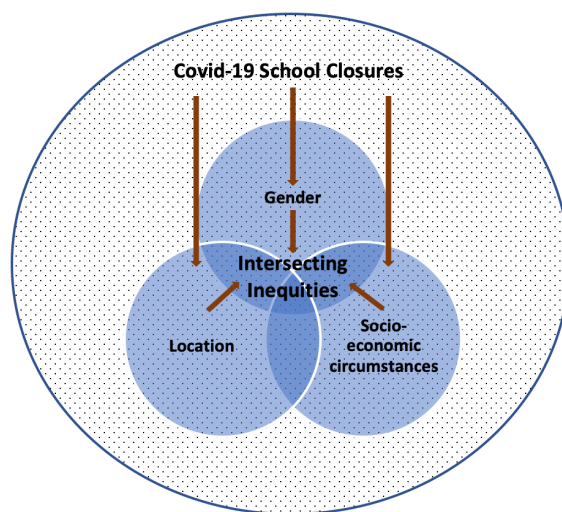 Covid-19 School Closures
Gender
Intersecting
Inequities
Location
Socio-
economic
circumstances